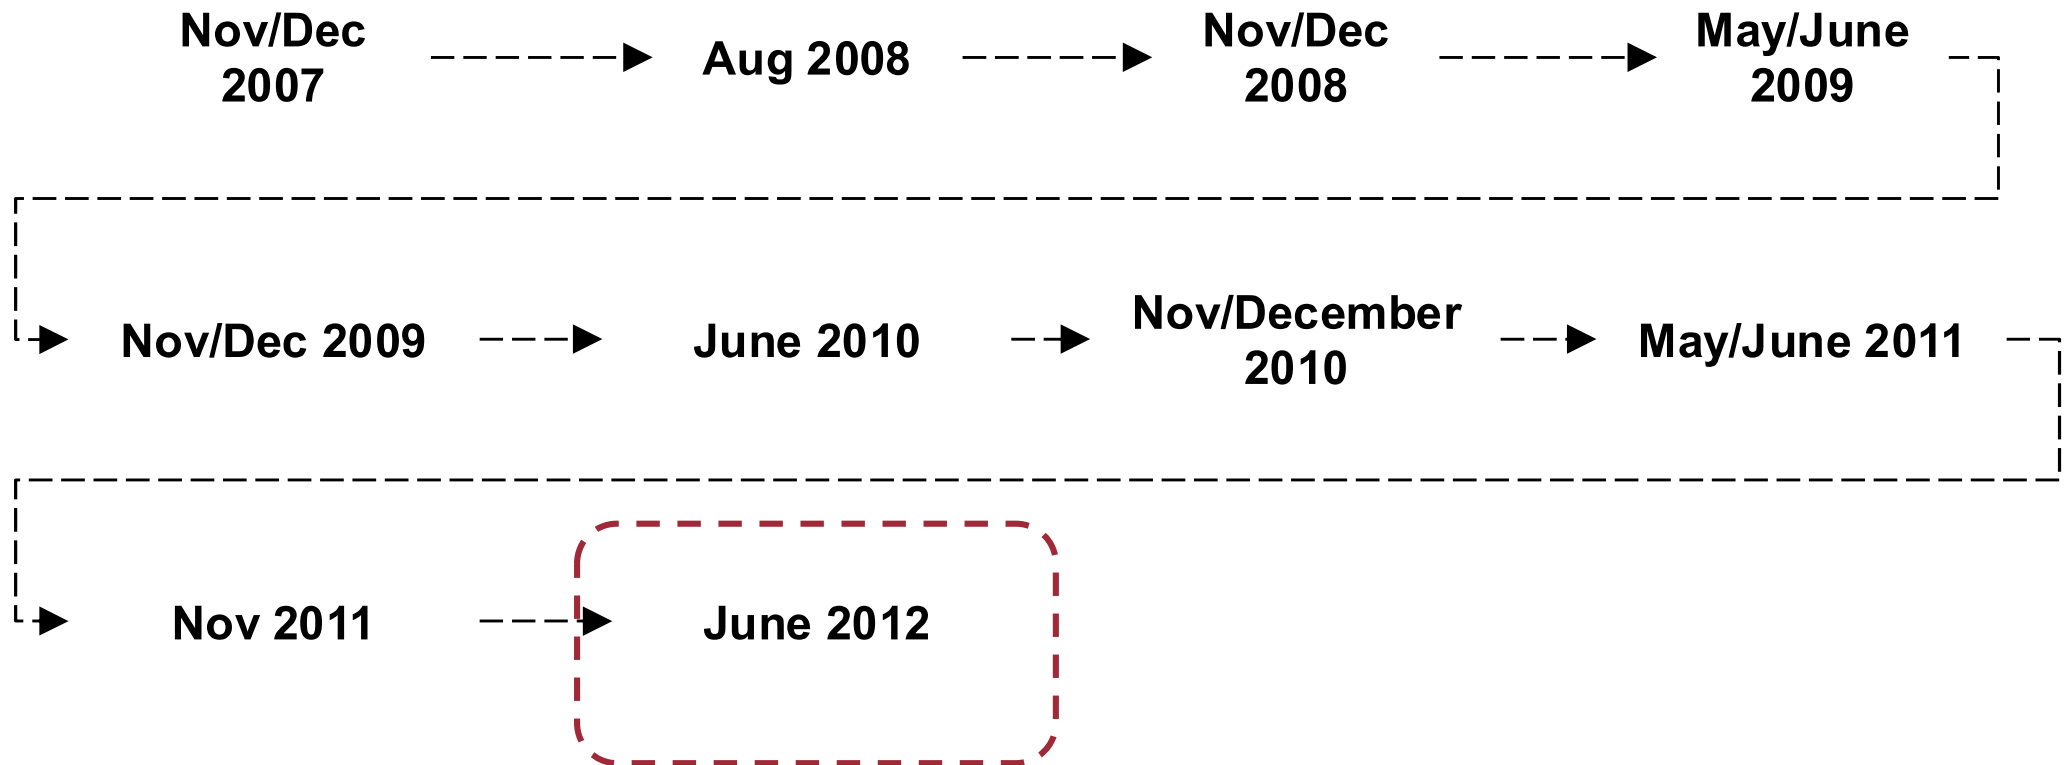 Nov/Dec
2007
Aug 2008
Nov/Dec
2008
May/June
2009
Nov/Dec 2009
June 2010
Nov/December
2010
May/June 2011
Nov 2011
June 2012